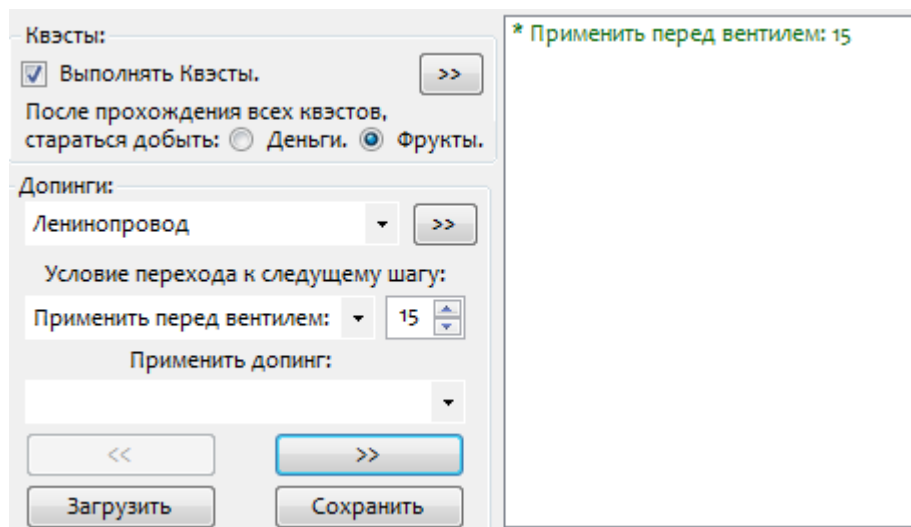 Квэсты:
Выполнять Квэсты.
>>
После прохождения всех квэстов,
стараться добыть: Деньги. Фрукты.
Допинги:
Ленинопровод
>>
Условие перехода к следущему шагу:
Применить перед вентилем: 15
Применить допинг:
<< >>
Загрузить Сохранить
* Применить перед вентилем: 15